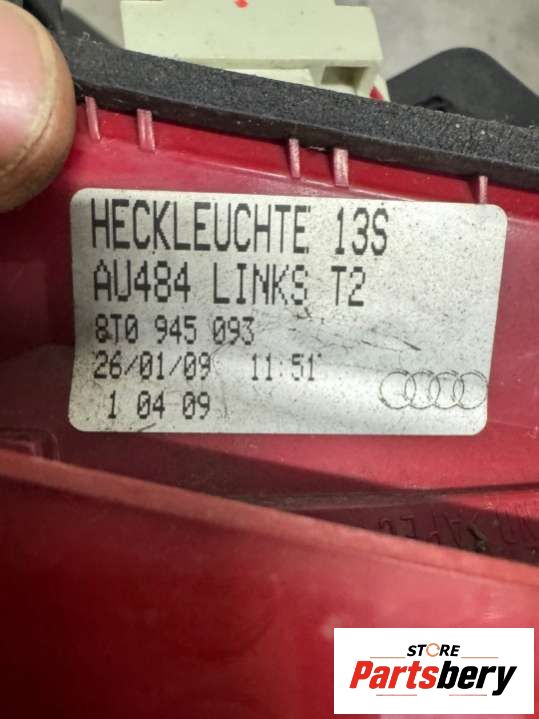 HECKLEUCHTE 13S
AU484 LINKS T2
8T0 945 093
26/01/09 11:51
1 04 09
STORE
Partsbery